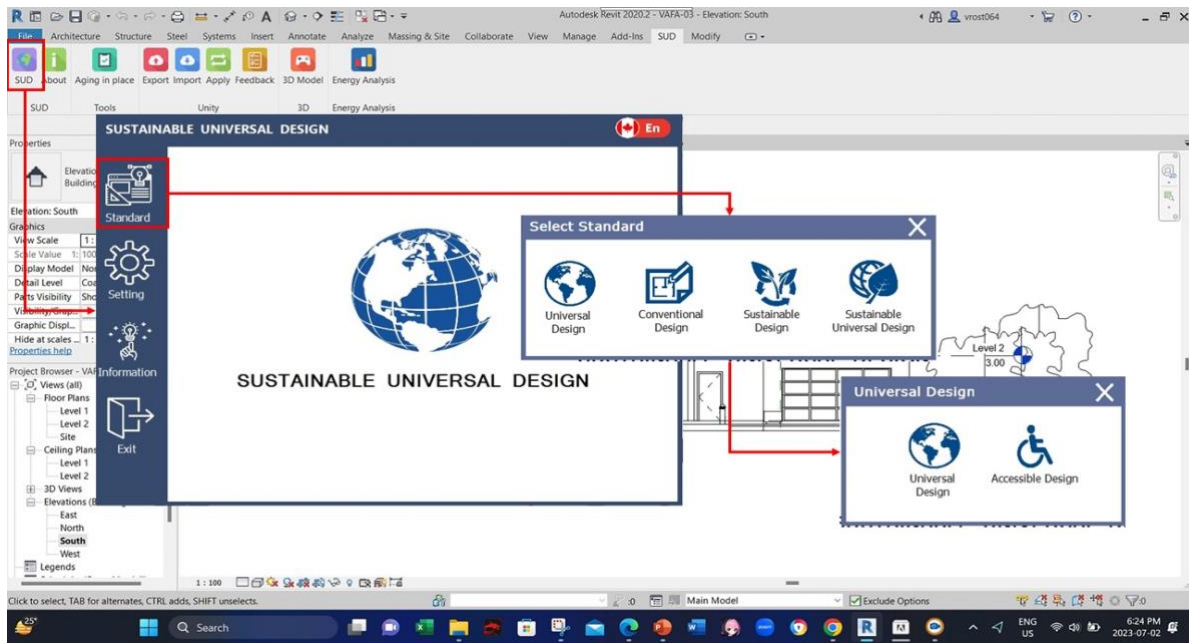 Autodesk Revit 2020.2 - VAFA-03 - Elevation: South
vrost064
File Architecture Structure Steel Systems Insert Annotate Analyze Massing & Site Collaborate View Manage Add-Ins SUD Modify
SUD About Aging in place Export Import Apply Feedback 3D Model Energy Analysis
SUD Tools Unity 3D Energy Analysis
SUSTAINABLE UNIVERSAL DESIGN
En
Properties
Building
Elevation: South
Graphics
View Scale 1:
Scale Value 1: 100
Display Model
Detail Level
Parts Visibility
Graphic Displ...
Hide at scales ... 1:
Properties help
Project Browser - VAF
Views (all)
Floor Plans
Level 1
Level 2
Site
Ceiling Plans
Level 1
Level 2
3D Views
Elevations (B
East
North
South
West
Legends
Standard
Setting
Information
Exit
SUSTAINABLE UNIVERSAL DESIGN
Select Standard
Universal
Design
Conventional
Design
Sustainable
Design
Sustainable
Universal Design
Level 2
3.00
Universal Design
Universal
Design
Accessible Design
1 : 100
Click to select, TAB for alternates, CTRL adds, SHIFT unselects.
:0
Main Model
Exclude Options
:0
25°
Search
ENG
US
6:24 PM
2023-07-02